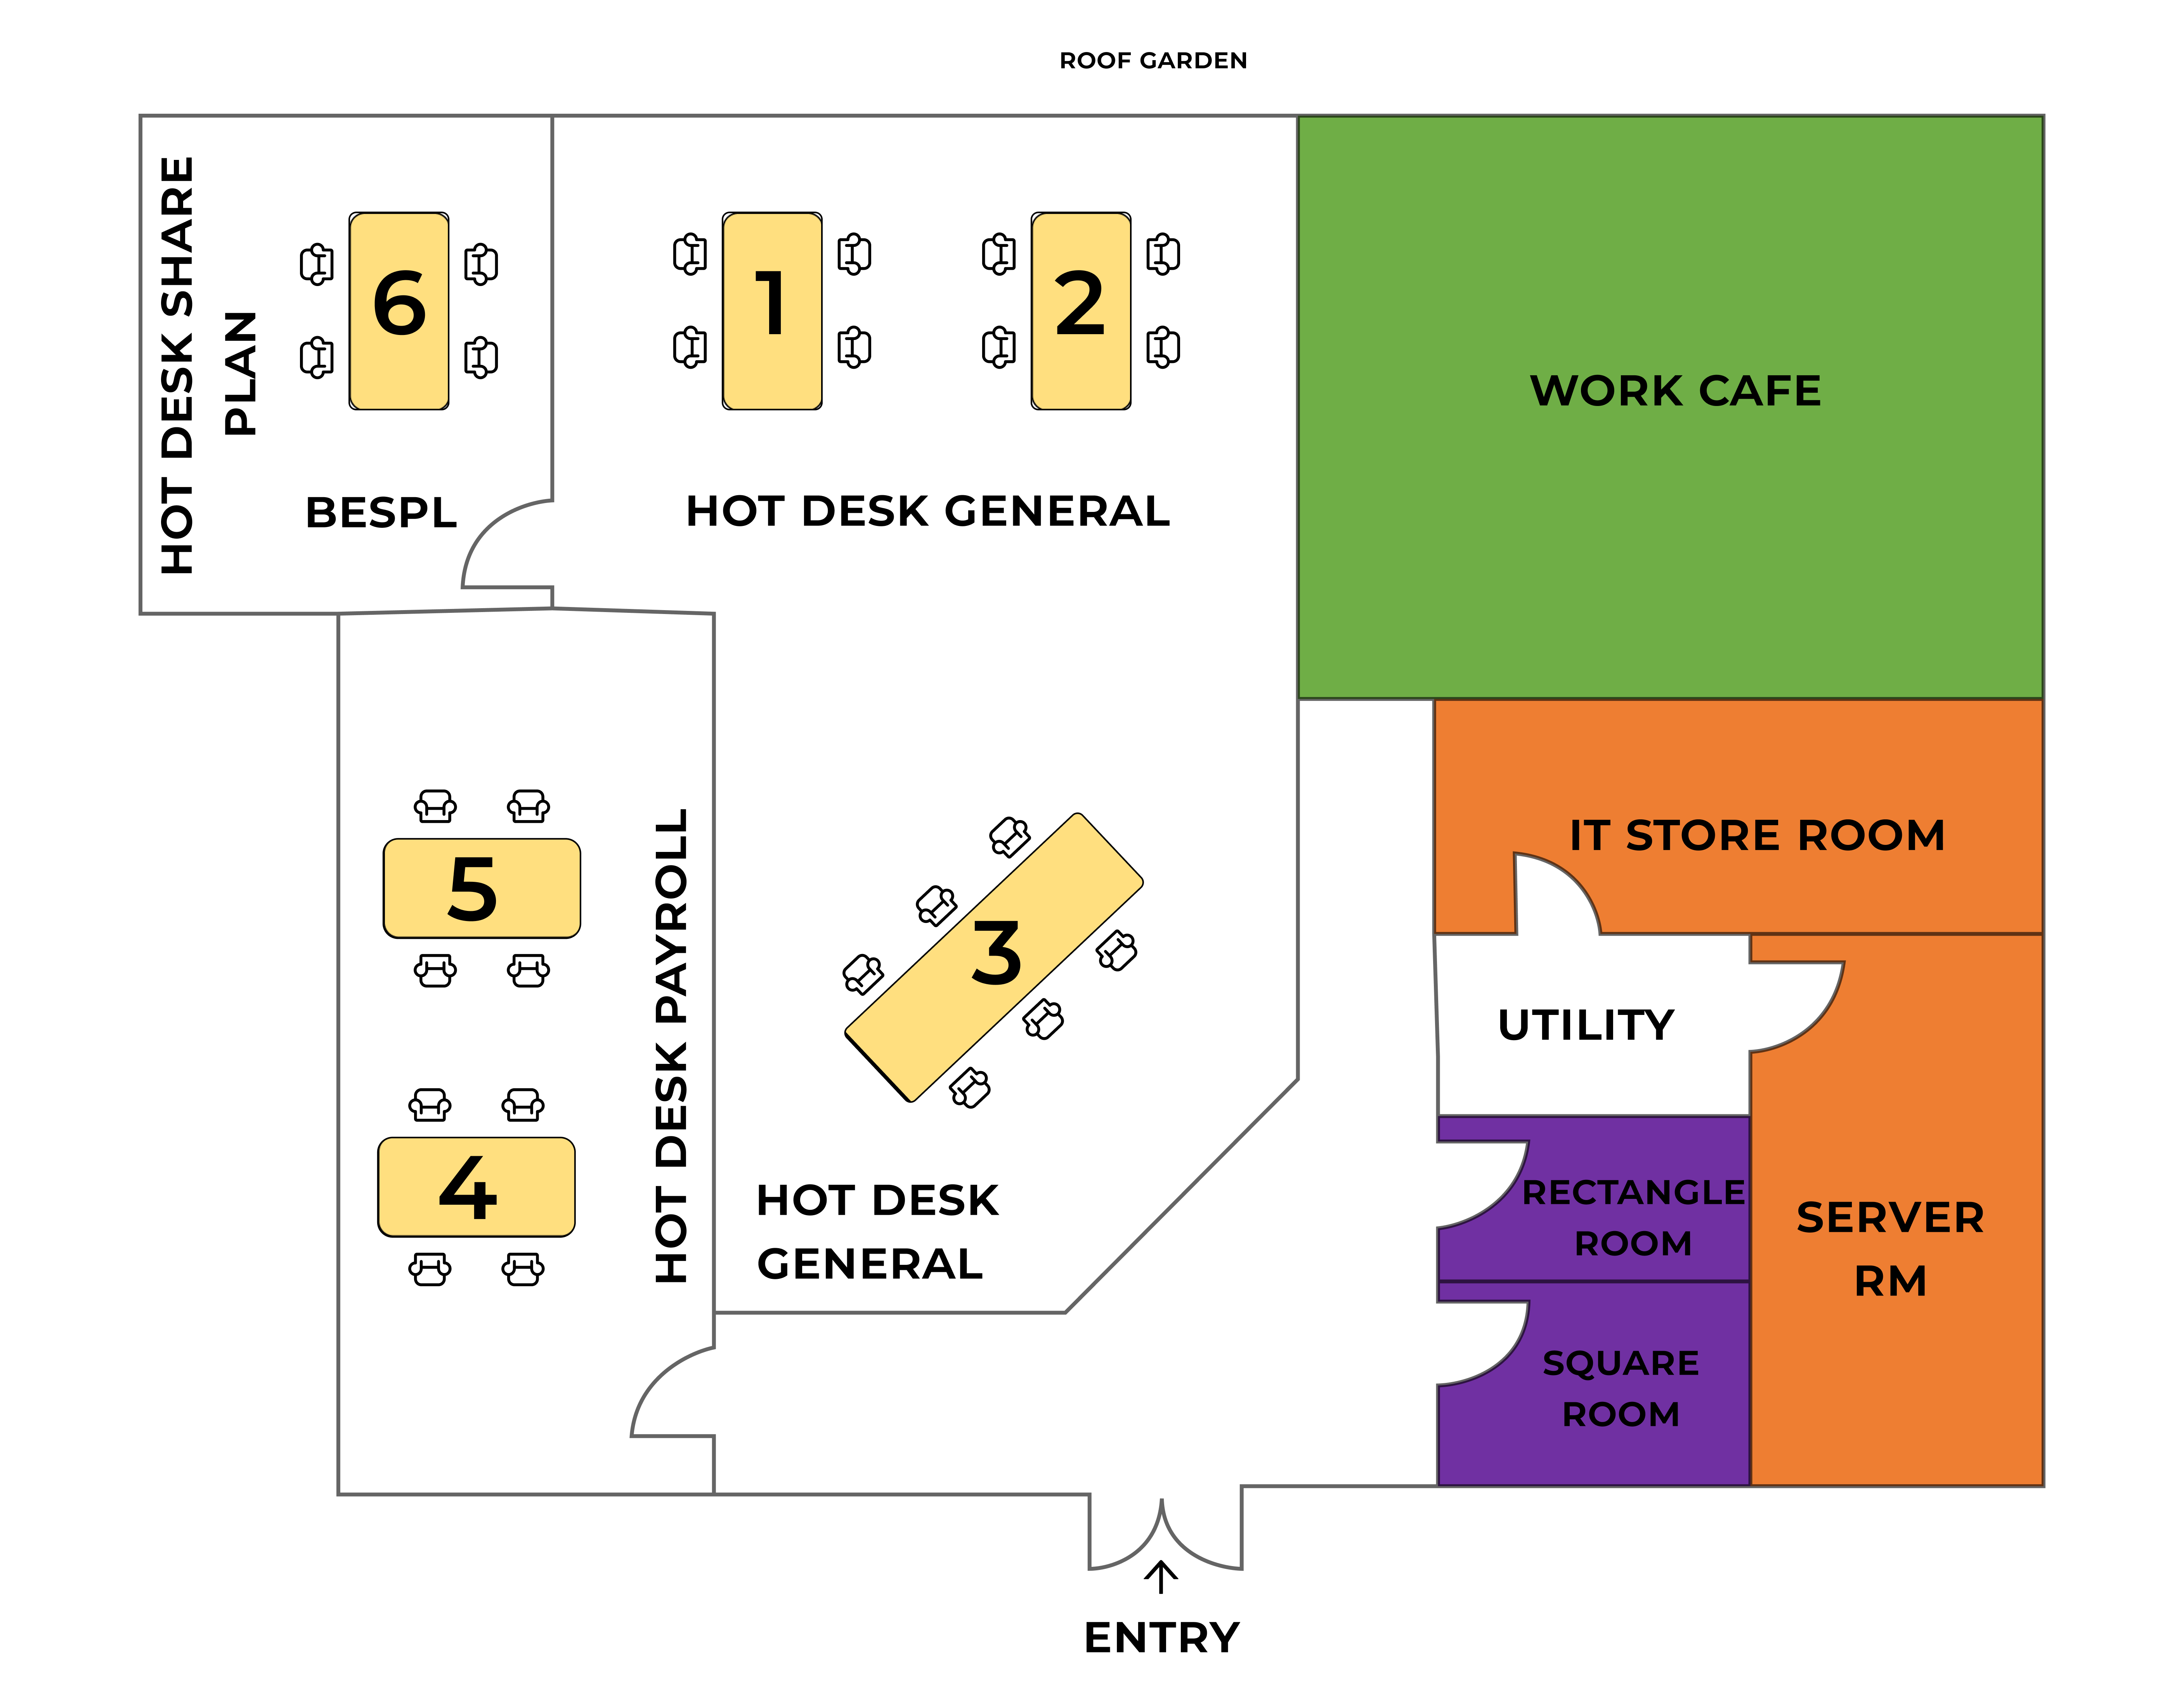 ROOF GARDEN
HOT DESK SHARE
PLAN
6
1
2
BESPL
HOT DESK GENERAL
WORK CAFE
5
4
HOT DESK PAYROLL
3
HOT DESK
GENERAL
IT STORE ROOM
UTILITY
RECTANGLE
ROOM
SQUARE
ROOM
SERVER
RM
ENTRY